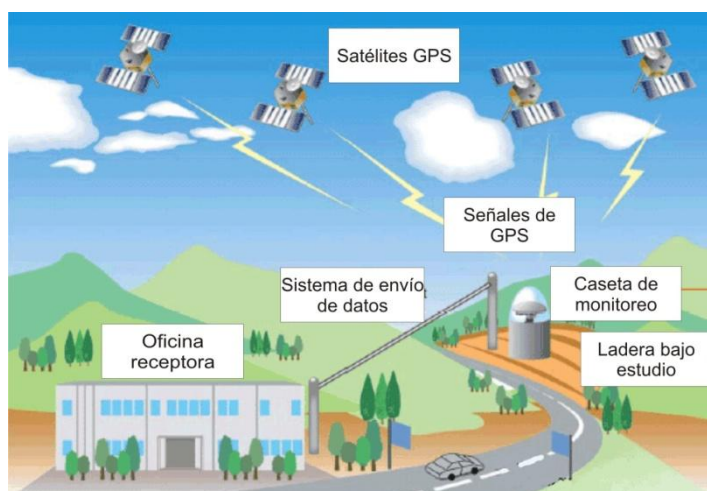 Satélites GPS
Señales de
GPS
Sistema de envío
de datos
Caseta de
monitoreo
Oficina
receptora
Ladera bajo
estudio